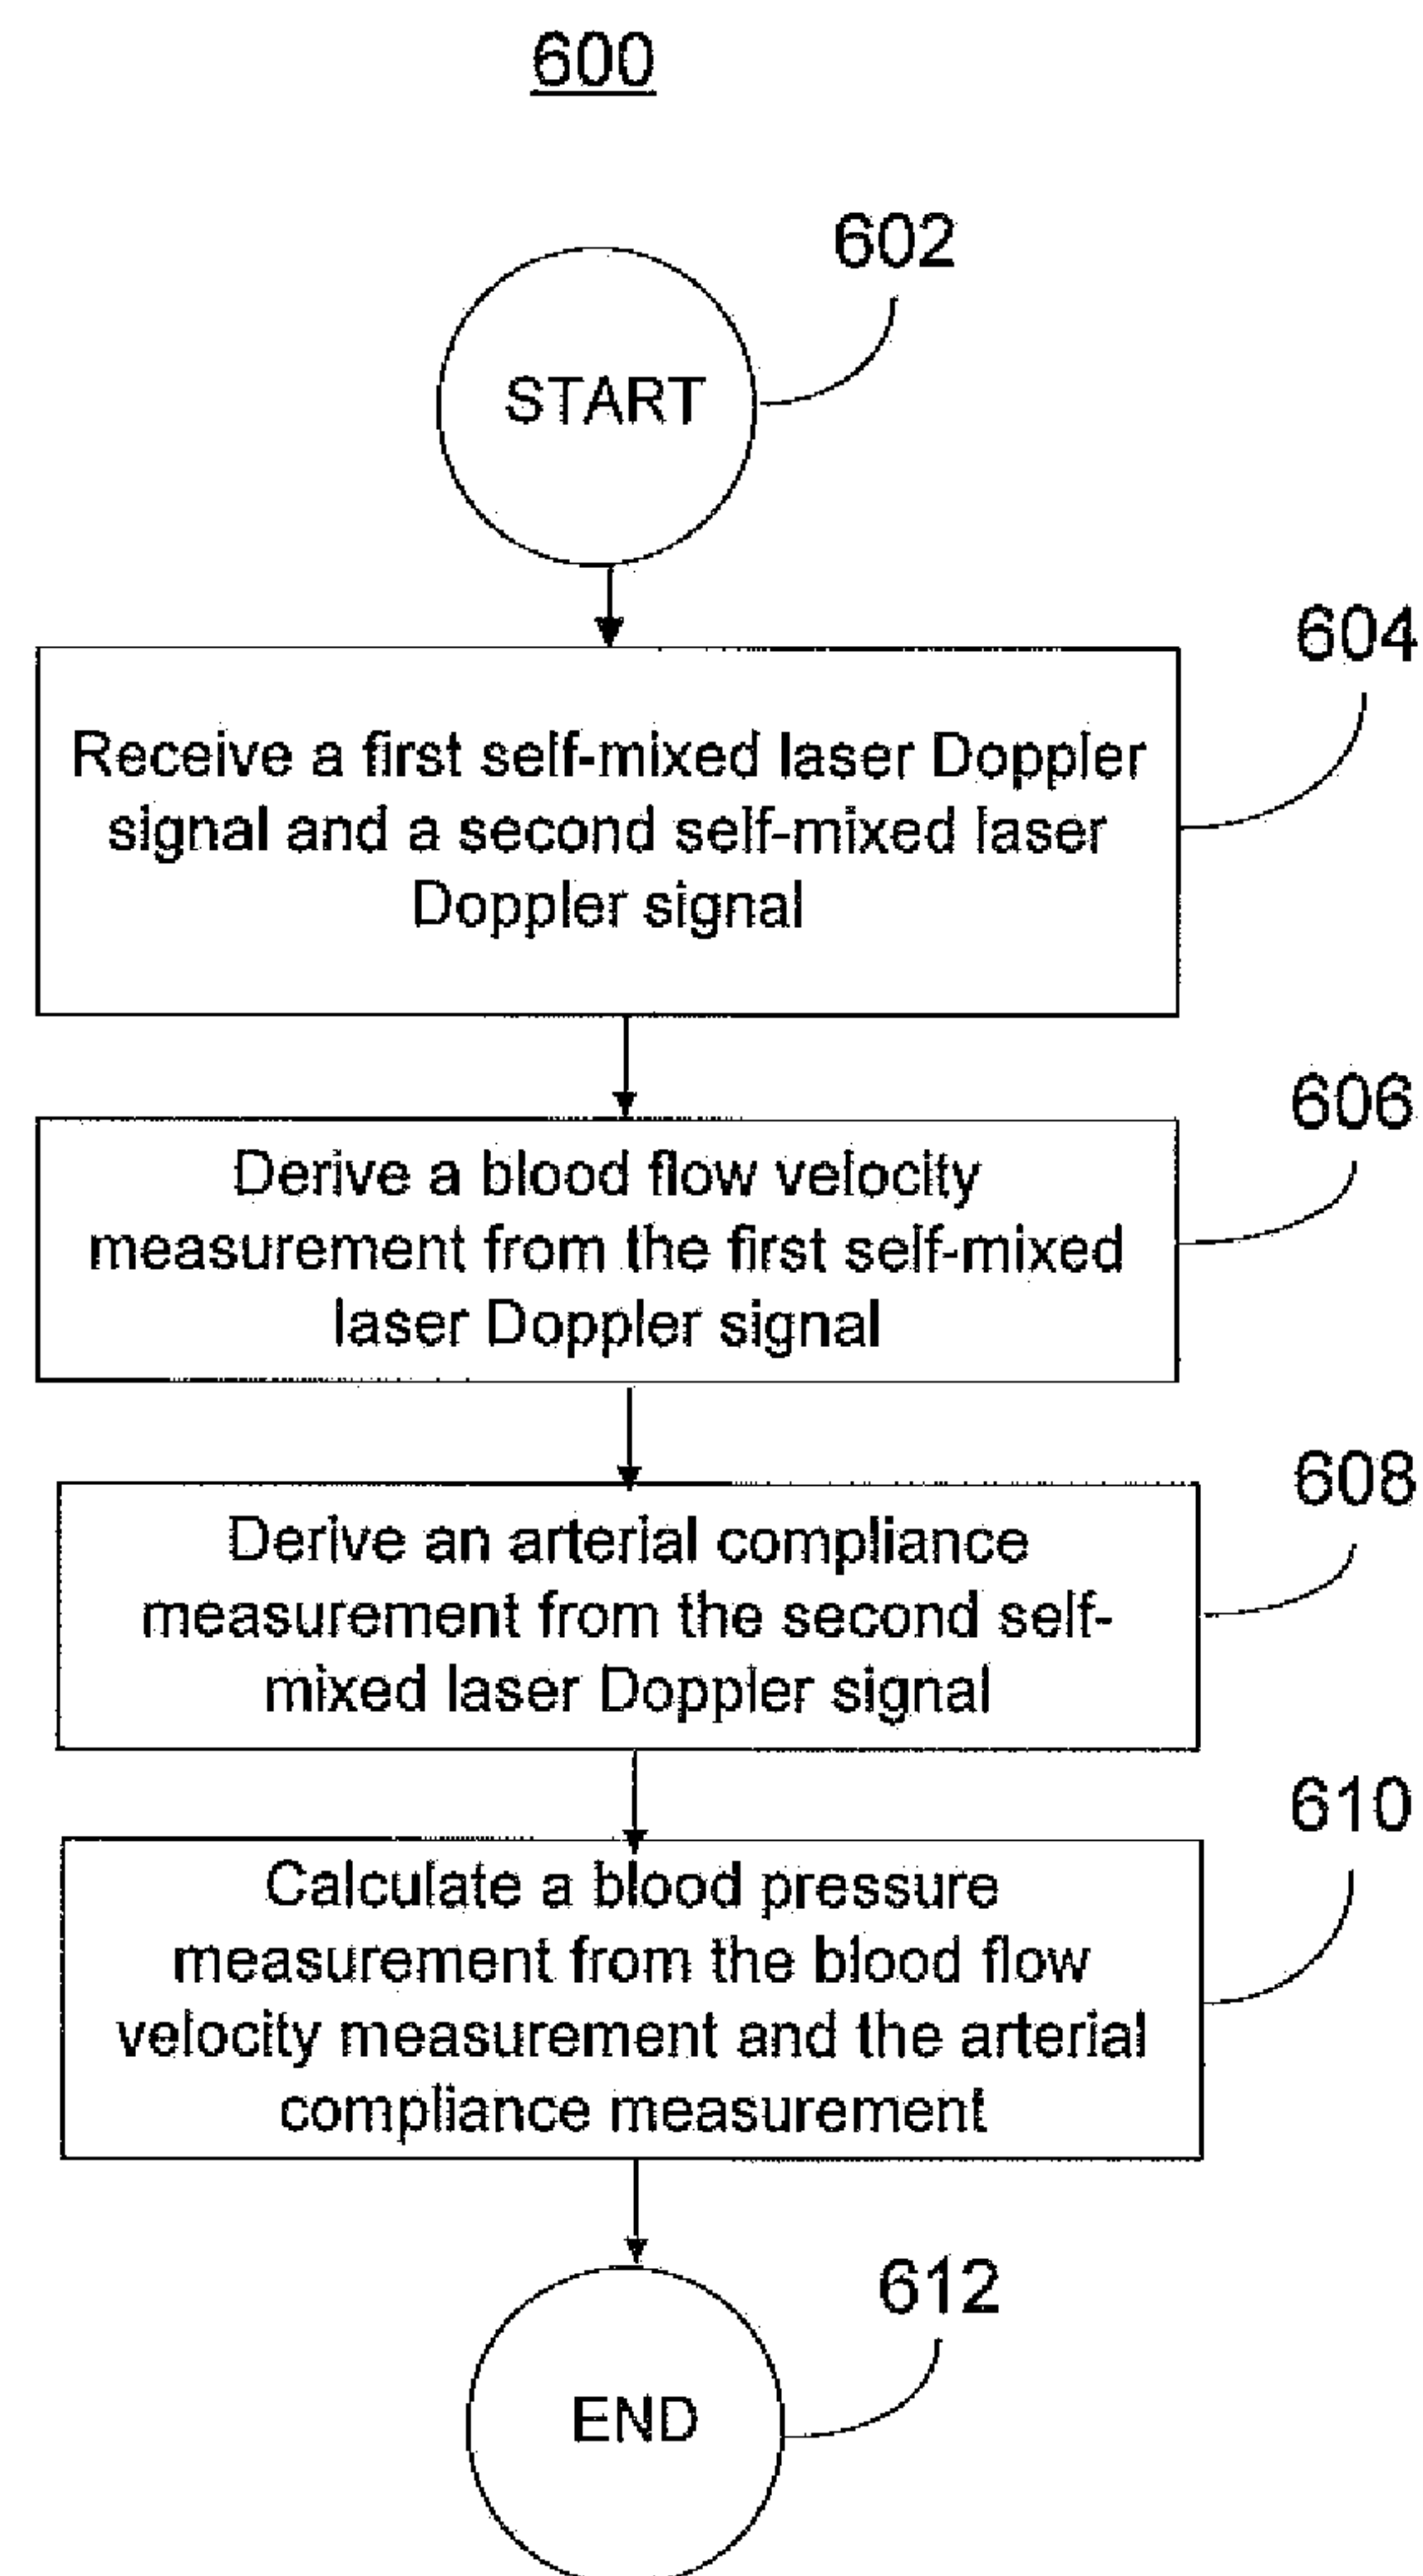 600
602
START
604
Receive a first self-mixed laser Doppler
signal and a second self-mixed laser
Doppler signal
606
Derive a blood flow velocity
measurement from the first self-mixed
laser Doppler signal
608
Derive an arterial compliance
measurement from the second self-
mixed laser Doppler signal
610
Calculate a blood pressure
measurement from the blood flow
velocity measurement and the arterial
compliance measurement
612
END